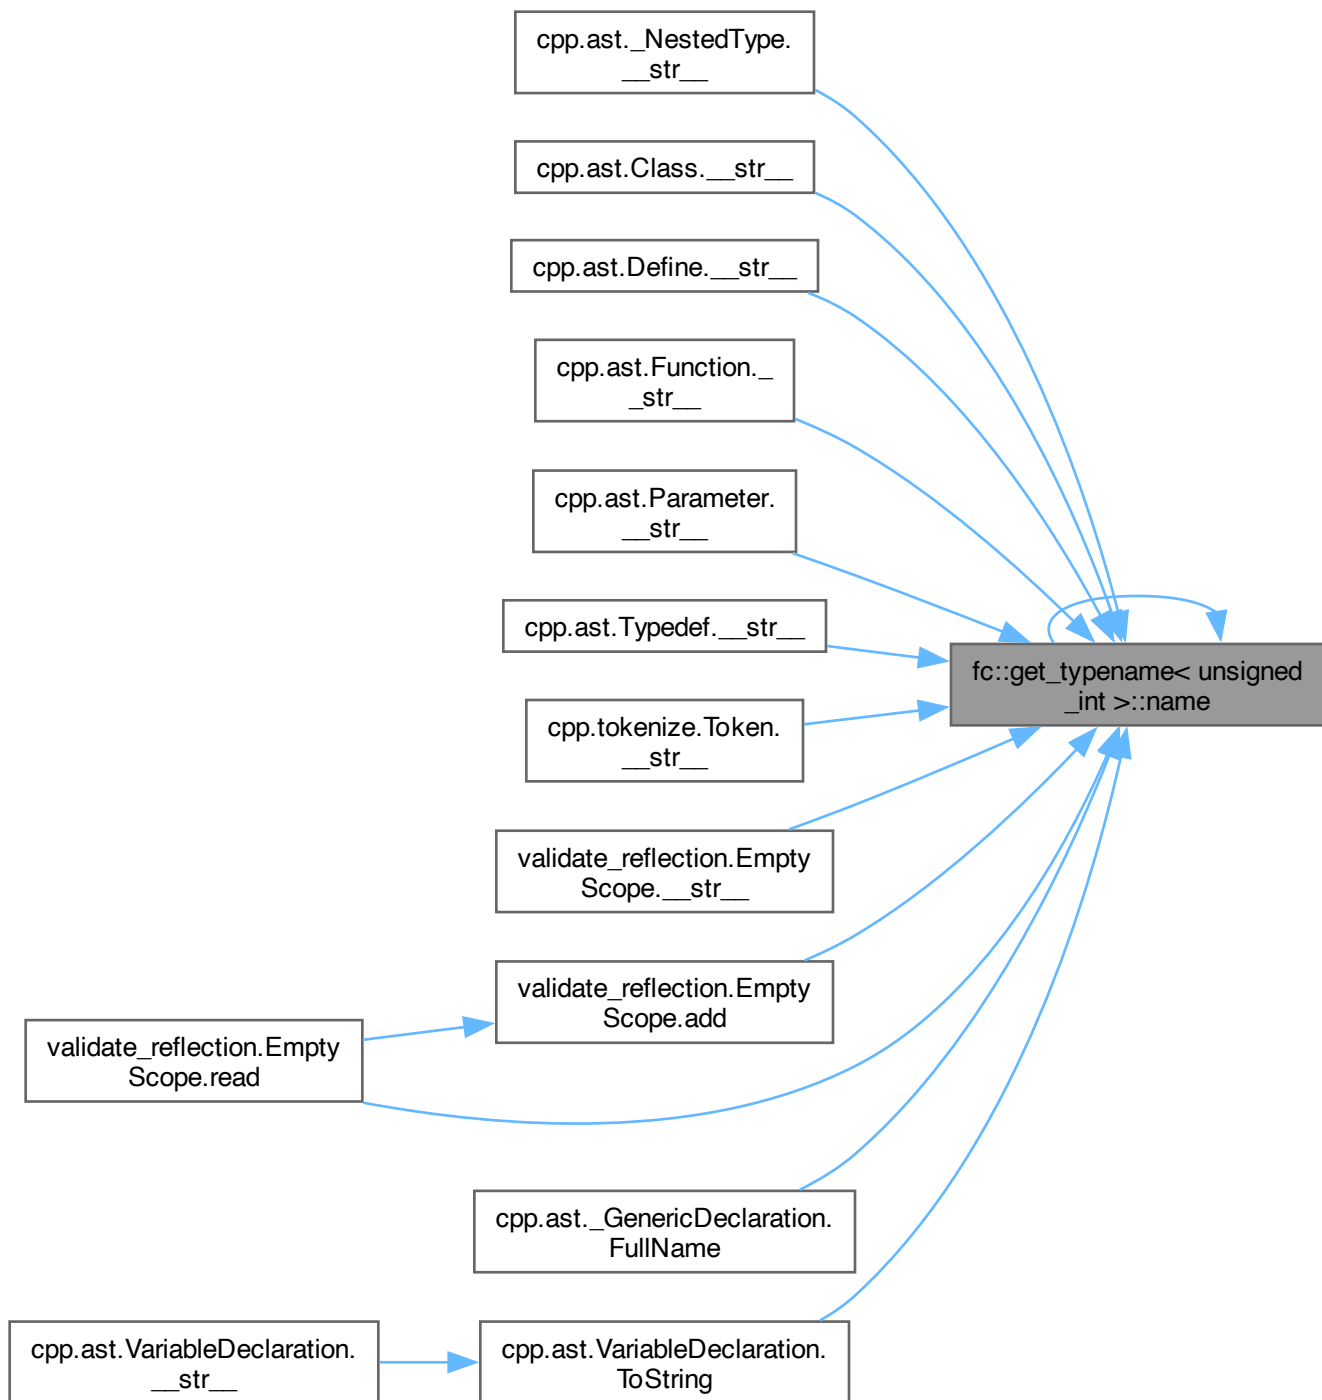 cpp.ast._NestedType.
__str__
cpp.ast.Class.__str__
cpp.ast.Define.__str__
cpp.ast.Function._
_str__
cpp.ast.Parameter.
__str__
cpp.ast.Typedef.__str__
fc::get_typename< unsigned
_int >::name
cpp.tokenize.Token.
__str__
validate_reflection.Empty
Scope.__str__
validate_reflection.Empty
Scope.add
validate_reflection.Empty
Scope.read
cpp.ast._GenericDeclaration.
FullName
cpp.ast.VariableDeclaration.
__str__
cpp.ast.VariableDeclaration.
ToString